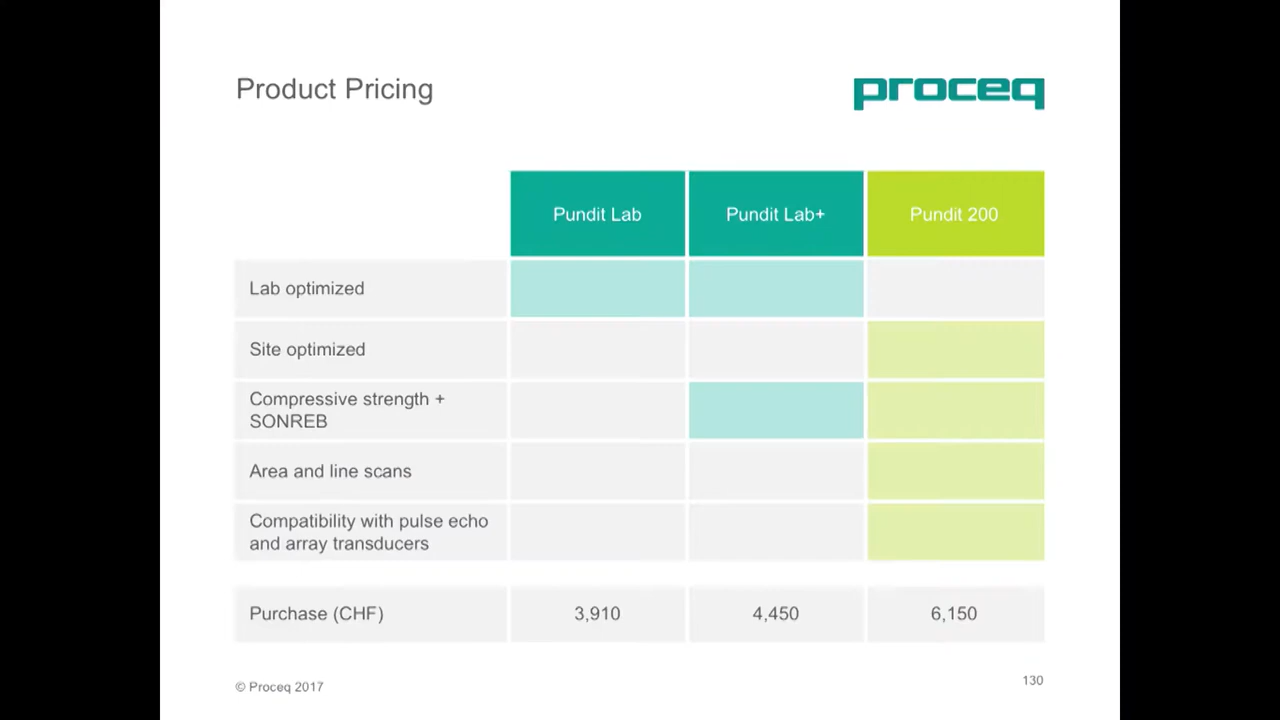 Product Pricing
proceq
Pundit Lab
Pundit Lab+
Pundit 200
Lab optimized
Site optimized
Compressive strength +
SONREB
Area and line scans
Compatibility with pulse echo
and array transducers
Purchase (CHF)
3,910
4,450
6,150
© Proceq 2017
130